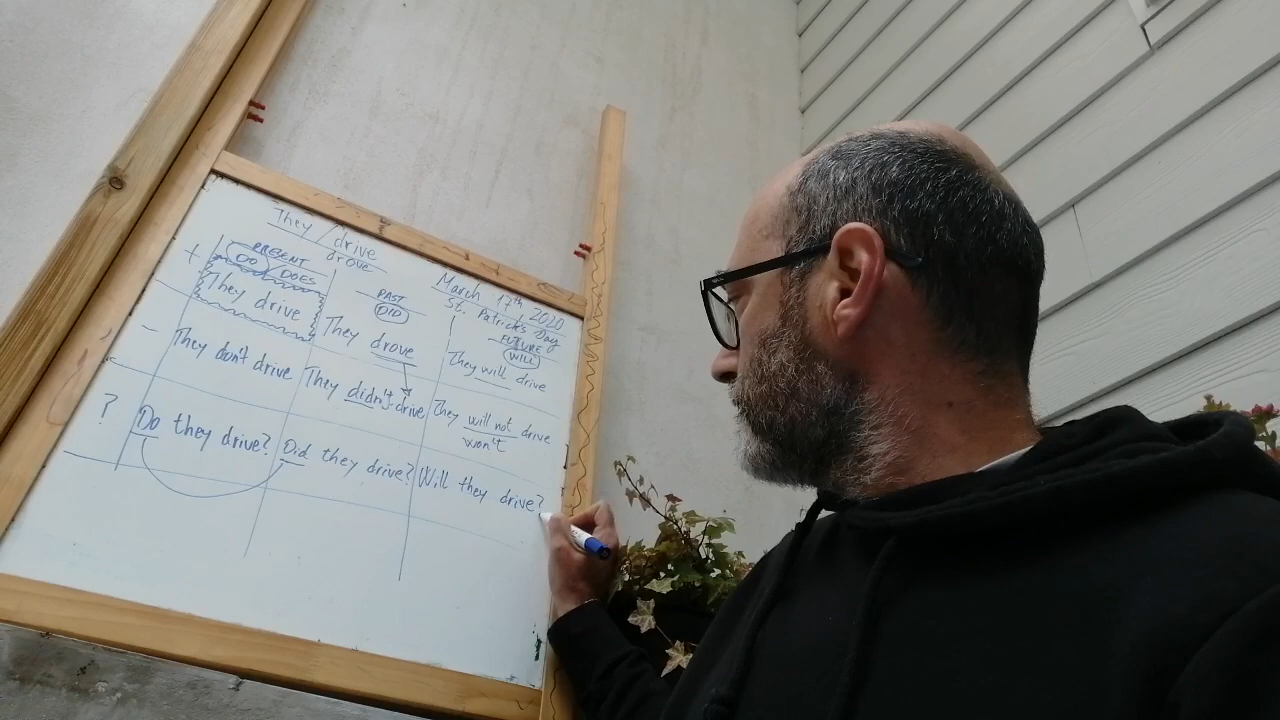 They / drive
drove
March 17th 2020
St. Patrick's Day
PRESENT
DO / DOES
PAST
DID
FUTURE
WILL
+
They drive
They drove
They will drive
-
They don't drive
They didn't drive
They will not drive
won't
?
Do they drive?
Did they drive?
Will they drive?